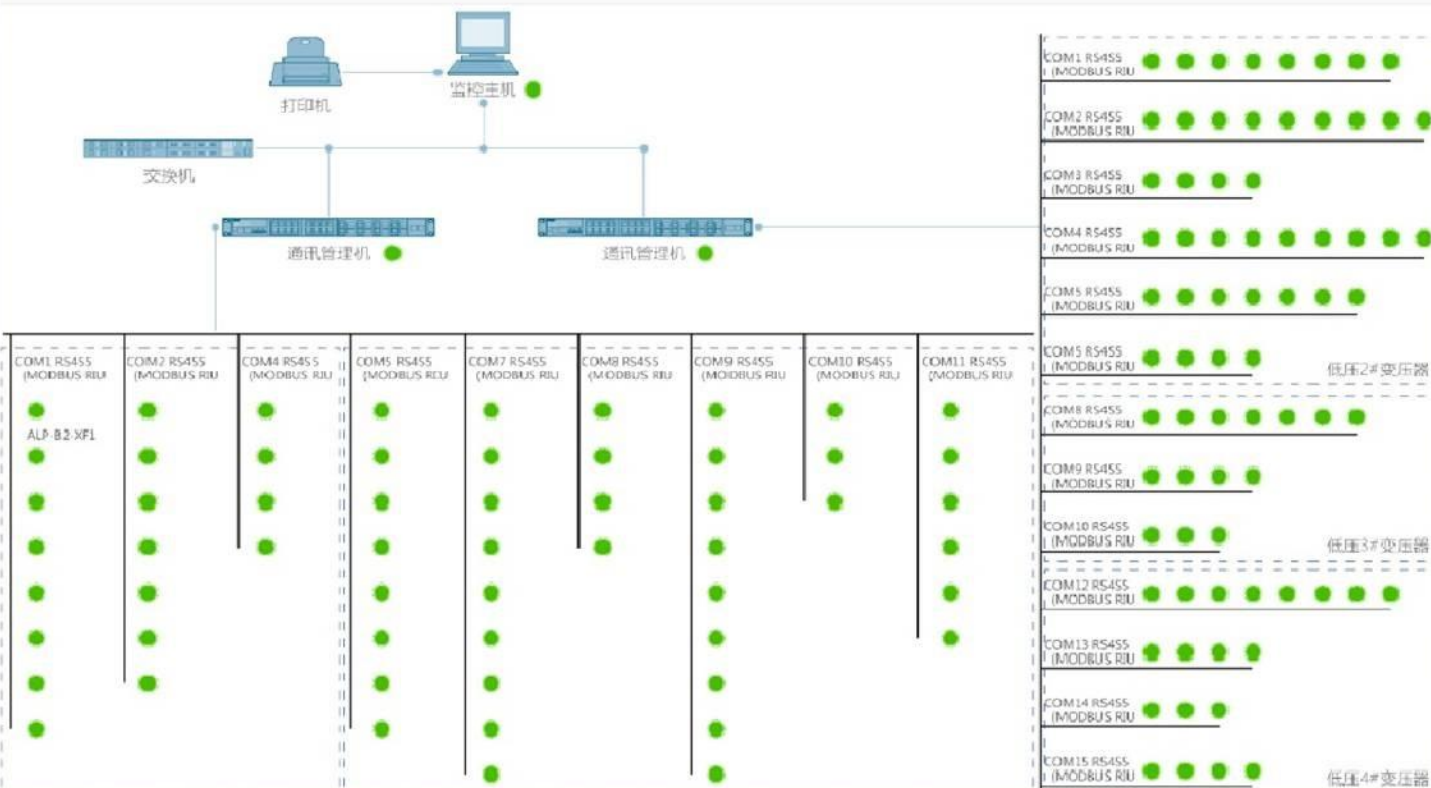 打印机
监控主机
交换机
通讯管理机
通讯管理机
COM1 RS455
(MODBUS RIU
COM2 RS455
(MODBUS RIU
COM4 RS455
(MODBUS RIU
COM5 RS455
(MODBUS RIU
COM7 RS455
(MODBUS RIU
COM8 RS455
(MODBUS RIU
COM9 RS455
(MODBUS RIU
COM10 RS455
(MODBUS RIU
COM11 RS455
(MODBUS RIU
ALP-B2-XF1
COM1 RS455
(MODBUS RIU
COM2 RS455
(MODBUS RIU
COM3 RS455
(MODBUS RIU
COM4 RS455
(MODBUS RIU
COM5 RS455
(MODBUS RIU
COM5 RS455
(MODBUS RIU
低压2#变压器
COM8 RS455
(MODBUS RIU
COM9 RS455
(MODBUS RIU
COM10 RS455
(MODBUS RIU
低压3#变压器
COM12 RS455
(MODBUS RIU
COM13 RS455
(MODBUS RIU
COM14 RS455
(MODBUS RIU
COM15 RS455
(MODBUS RIU
低压4#变压器